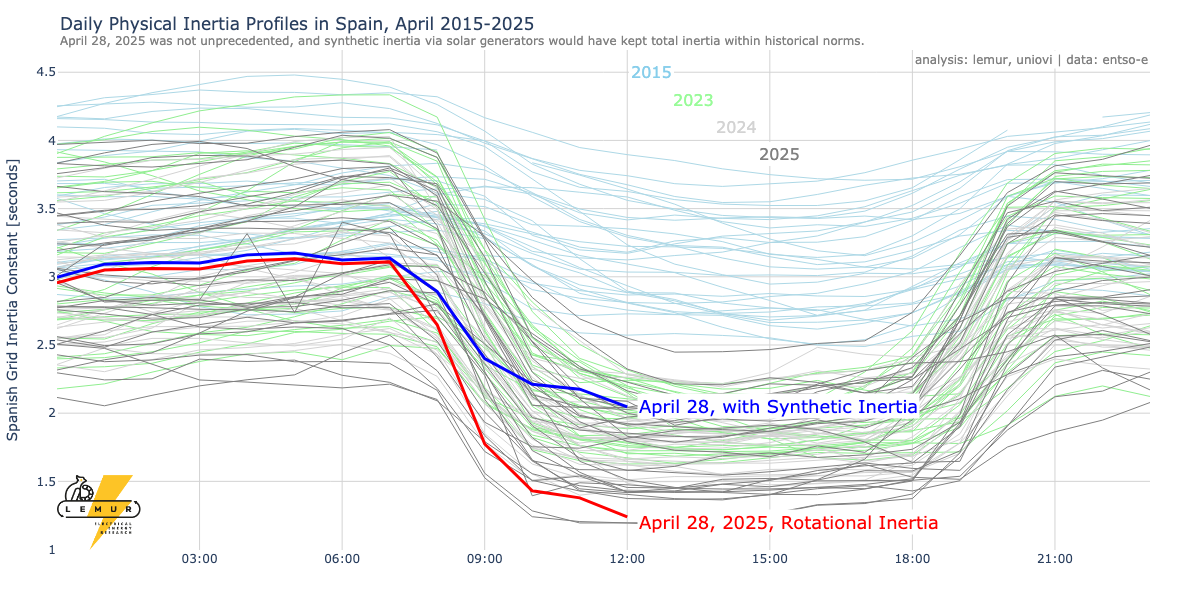 Daily Physical Inertia Profiles in Spain, April 2015-2025
April 28, 2025 was not unprecedented, and synthetic inertia via solar generators would have kept total inertia within historical norms.
analysis: lemur, uniovi | data: entso-e
2015
2023
2024
2025
Spanish Grid Inertia Constant [seconds]
4.5
4
3.5
3
2.5
2
1.5
1
April 28, with Synthetic Inertia
April 28, 2025, Rotational Inertia
LEMUR
ELECTRICAL
ENERGY
RESEARCH
03:00
06:00
09:00
12:00
15:00
18:00
21:00